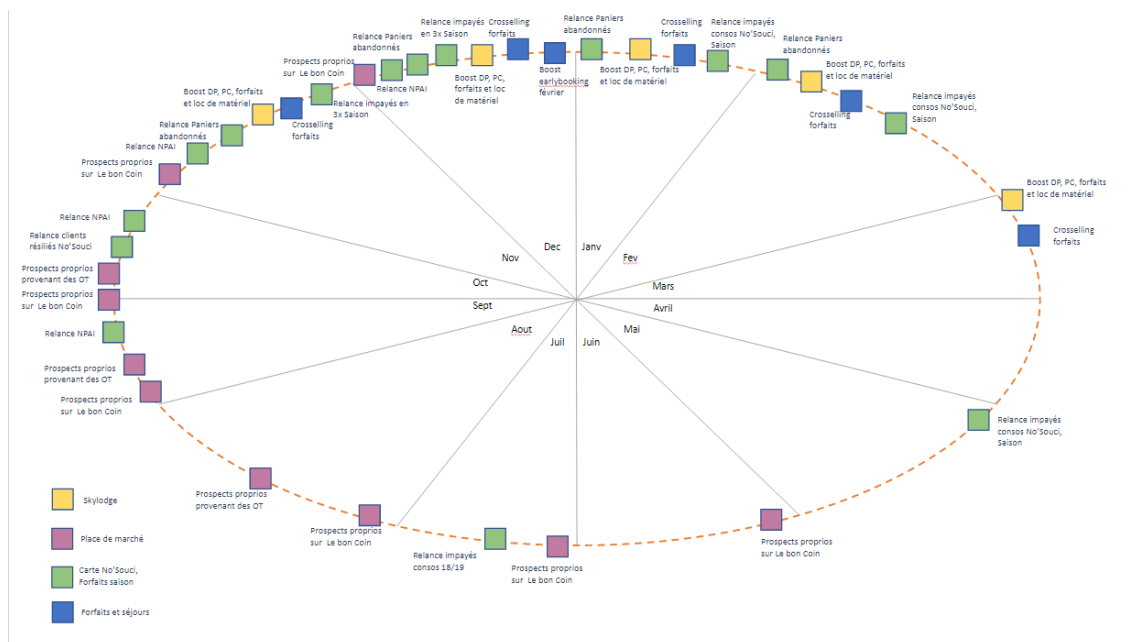 Relance Paniers
abandonnés
Relance impayés
en 3x Saison
Crosselling
forfaits
Relance Paniers
abandonnés
Crosselling
forfaits
Relance impayés
consos No'Souci,
Saison
Relance Paniers
abandonnés
Prospects proprios
sur Le bon Coin
Relance NPAI
Boost DP, PC,
forfaits et loc
de matériel
Boost
earlybooking
février
Boost DP, PC, forfaits
et loc de matériel
Boost DP, PC, forfaits
et loc de matériel
Boost DP, PC, forfaits
et loc de matériel
Relance impayés en
3x Saison
Crosselling
forfaits
Crosselling
forfaits
Relance impayés
consos No'Souci,
Saison
Relance Paniers
abandonnés
Relance NPAI
Prospects proprios
sur Le bon Coin
Boost DP, PC, forfaits
et loc de matériel
Relance NPAI
Crosselling
forfaits
Relance clients
résiliés No'Souci
Prospects proprios
provenant des OT
Prospects proprios
sur Le bon Coin
Relance NPAI
Prospects proprios
provenant des OT
Prospects proprios
sur Le bon Coin
Dec
Janv
Nov
Fev
Oct
Mars
Sept
Avril
Aout
Mai
Juil
Juin
Relance impayés
consos No'Souci,
Saison
Prospects proprios
provenant des OT
Prospects proprios
sur Le bon Coin
Relance impayés
consos 18/19
Prospects proprios
sur Le bon Coin
Prospects proprios
sur Le bon Coin
Skylodge
Place de marché
Carte No'Souci,
Forfaits saison
Forfaits et séjours